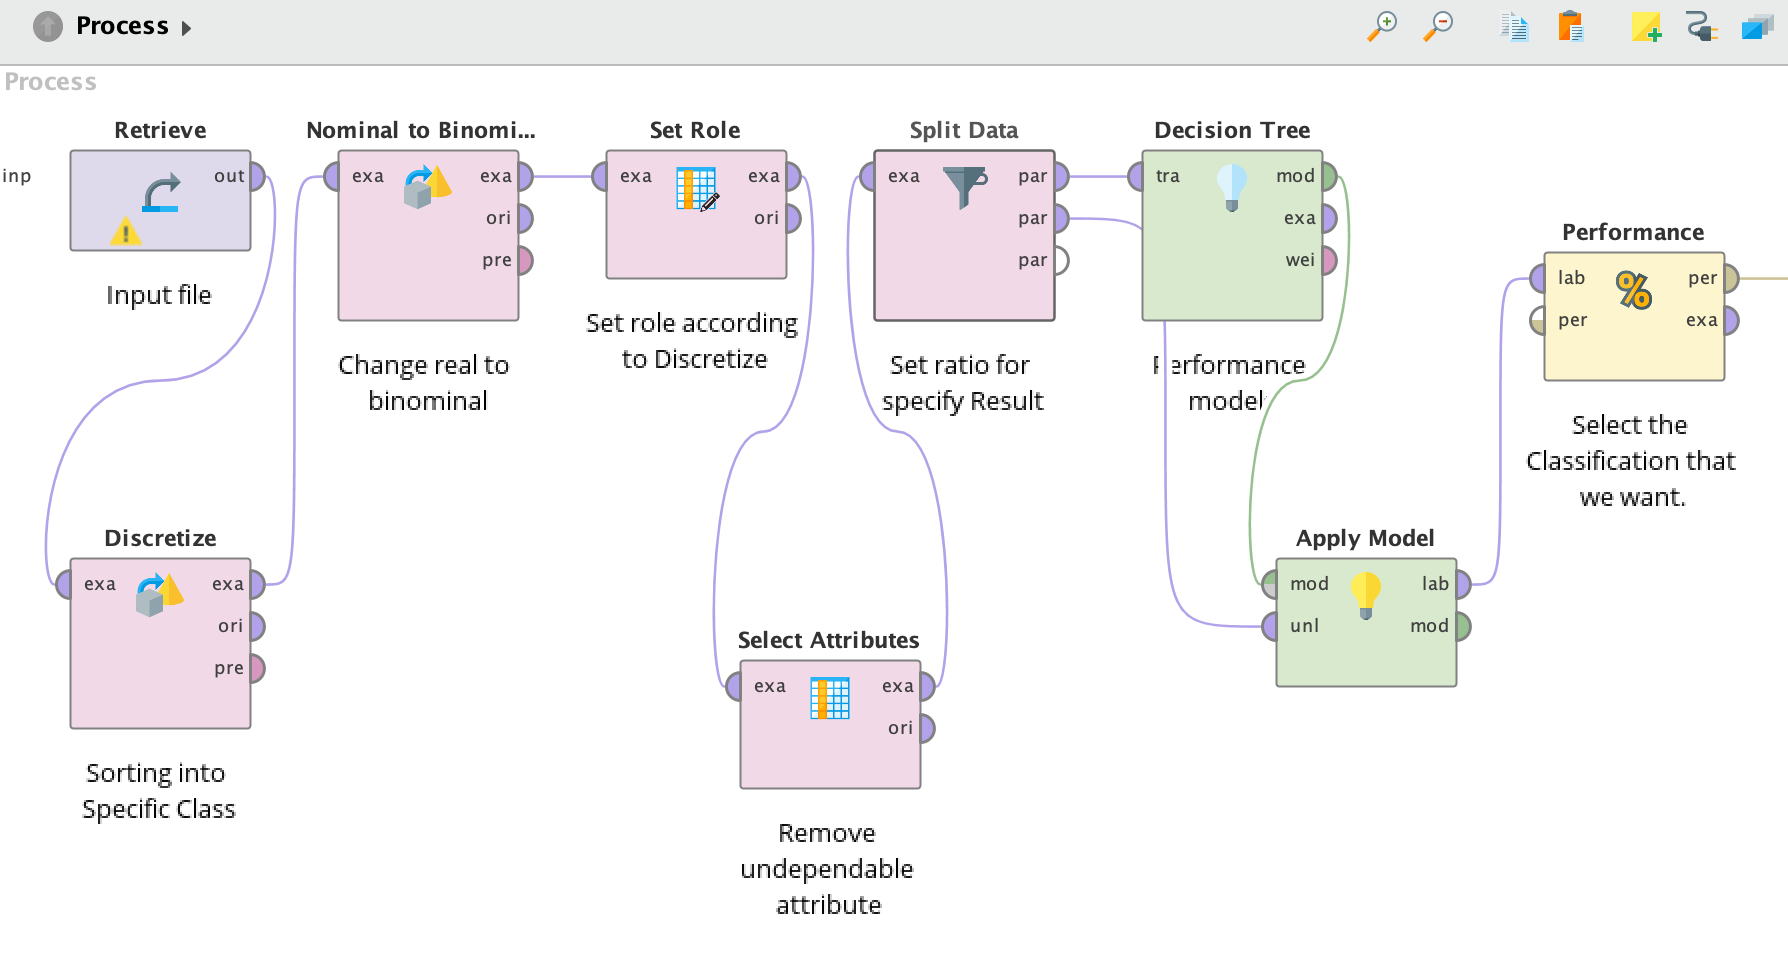 Process
Process
inp
Retrieve
out
Input file
Nominal to Binomi...
exa
exa
ori
pre
Change real to
binominal
Set Role
exa
exa
ori
Set role according
to Discretize
Split Data
exa
par
par
par
Set ratio for
specify Result
Decision Tree
tra
mod
exa
wei
Performance
model
Performance
lab
per
per
exa
Select the
Classification that
we want.
Discretize
exa
exa
ori
pre
Sorting into
Specific Class
Select Attributes
exa
exa
ori
Remove
undependable
attribute
Apply Model
mod
lab
unl
mod